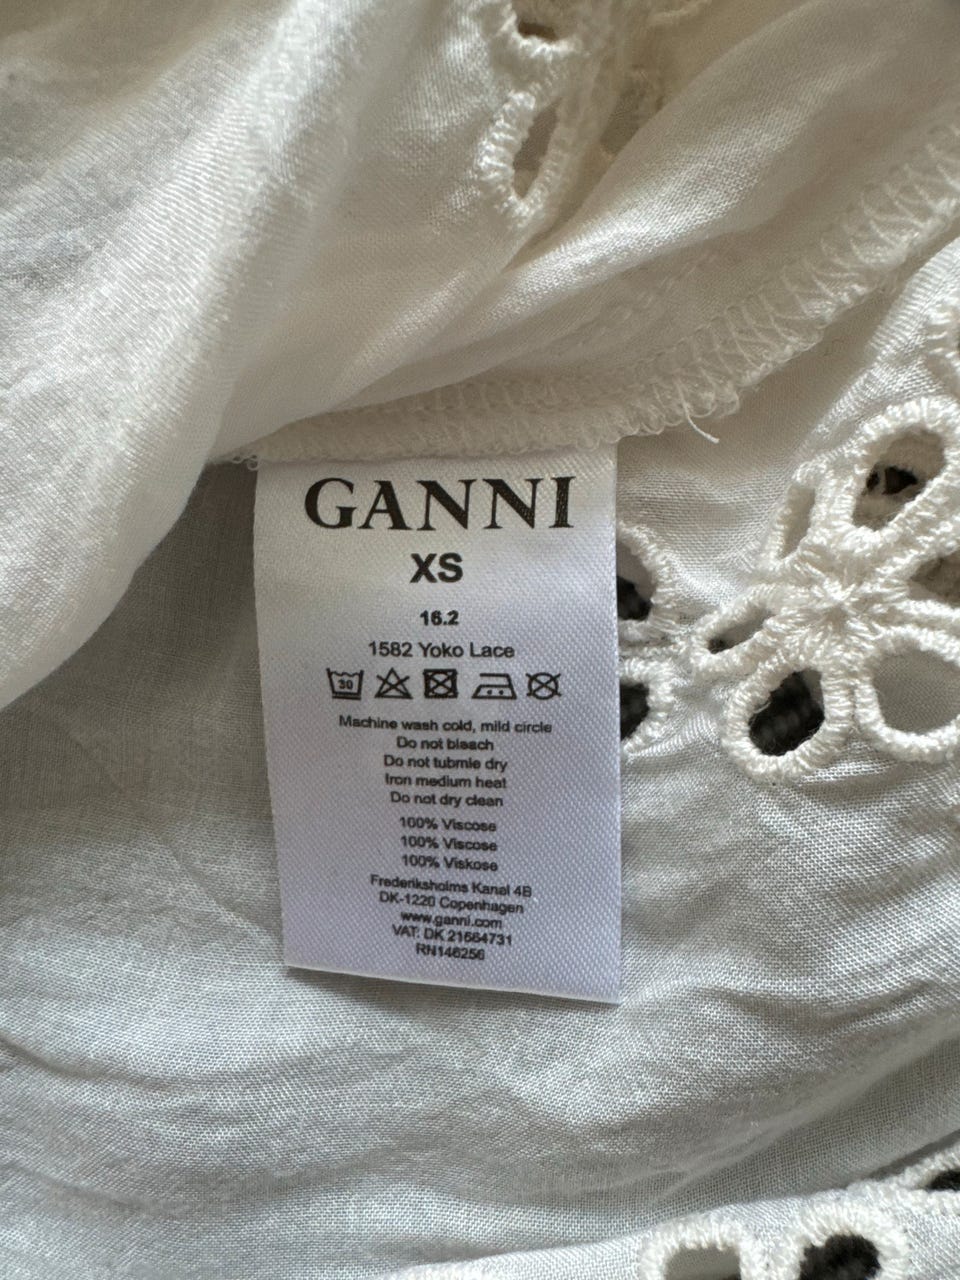 GANNI
XS
16.2
1582 Yoko Lace
30
Machine wash cold, mild circle
Do not bleach
Do not tubmle dry
Iron medium heat
Do not dry clean
100% Viscose
100% Viscose
100% Viskose
Frederiksholms Kanal 4B
DK-1220 Copenhagen
www.ganni.com
VAT: DK 21664731
RN146256